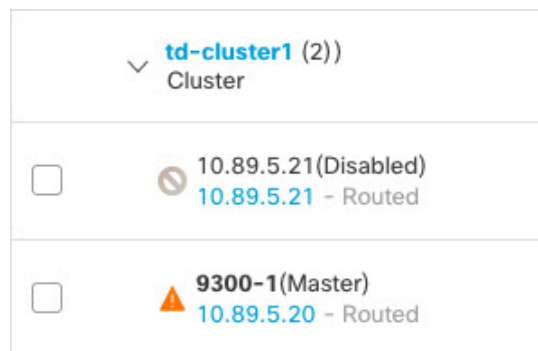 td-cluster1 (2))
Cluster
10.89.5.21(Disabled)
10.89.5.21 - Routed
9300-1(Master)
10.89.5.20 - Routed